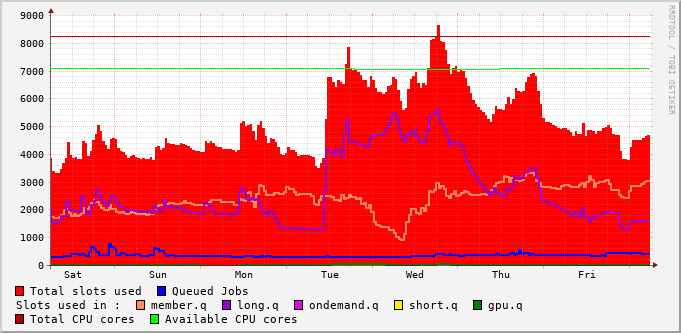 9000
8000
7000
6000
5000
4000
3000
2000
1000
0
Sat Sun Mon Tue Wed Thu Fri
RRDTOOL / TOBI OETIKER
Total slots used Queued Jobs
Slots used in : member.q long.q ondemand.q short.q gpu.q
Total CPU cores Available CPU cores